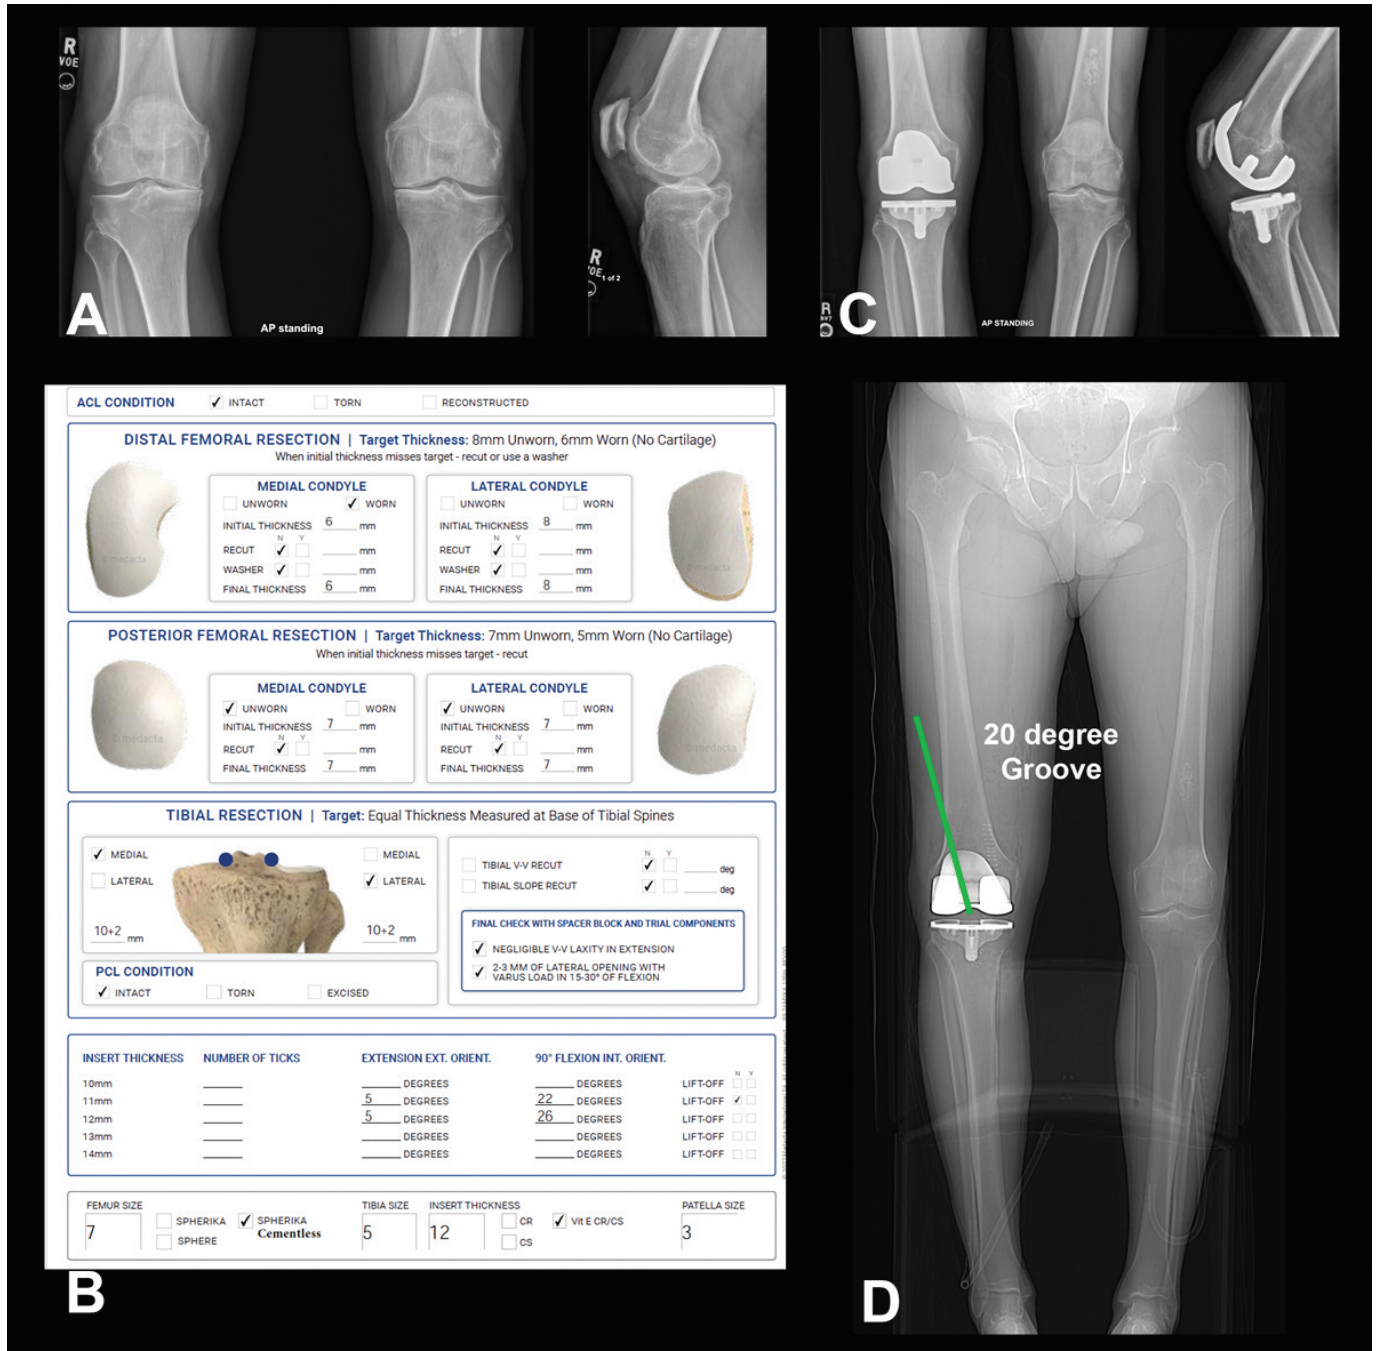 R
WOE
A
AP standing
R
1 of 2
R
C
AP STANDING
ACL CONDITION ✓ INTACT TORN RECONSTRUCTED
DISTAL FEMORAL RESECTION | Target Thickness: 8mm Unworn, 6mm Worn (No Cartilage)
When initial thickness misses target - recut or use a washer
MEDIAL CONDYLE
UNWORN ✓ WORN
INITIAL THICKNESS 6 mm
N Y
RECUT ✓ mm
WASHER ✓ mm
FINAL THICKNESS 6 mm
LATERAL CONDYLE
UNWORN WORN
INITIAL THICKNESS 8 mm
N Y
RECUT ✓ mm
WASHER ✓ mm
FINAL THICKNESS 8 mm
© medacta
© medacta
POSTERIOR FEMORAL RESECTION | Target Thickness: 7mm Unworn, 5mm Worn (No Cartilage)
When initial thickness misses target - recut
MEDIAL CONDYLE
✓ UNWORN WORN
INITIAL THICKNESS 7 mm
N Y
RECUT ✓ mm
FINAL THICKNESS 7 mm
LATERAL CONDYLE
✓ UNWORN WORN
INITIAL THICKNESS 7 mm
N Y
RECUT ✓ mm
FINAL THICKNESS 7 mm
© medacta
© medacta
TIBIAL RESECTION | Target: Equal Thickness Measured at Base of Tibial Spines
✓ MEDIAL
LATERAL
10+2 mm
MEDIAL
✓ LATERAL
10+2 mm
N Y
TIBIAL V-V RECUT ✓ deg
TIBIAL SLOPE RECUT ✓ deg
FINAL CHECK WITH SPACER BLOCK AND TRIAL COMPONENTS
✓ NEGLIGIBLE V-V LAXITY IN EXTENSION
✓ 2-3 MM OF LATERAL OPENING WITH
VARUS LOAD IN 15-30° OF FLEXION
PCL CONDITION
✓ INTACT TORN EXCISED
INSERT THICKNESS NUMBER OF TICKS EXTENSION EXT. ORIENT. 90° FLEXION INT. ORIENT.
N Y
10mm DEGREES DEGREES LIFT-OFF
11mm 5 DEGREES 22 DEGREES LIFT-OFF ✓
12mm 5 DEGREES 26 DEGREES LIFT-OFF
13mm DEGREES DEGREES LIFT-OFF
14mm DEGREES DEGREES LIFT-OFF
FEMUR SIZE TIBIA SIZE INSERT THICKNESS PATELLA SIZE
7 SPHERIKA ✓ SPHERIKA Cementless SPHERE 5 12 CR ✓ Vit E CR/CS CS 3
B
20 degree
Groove
D